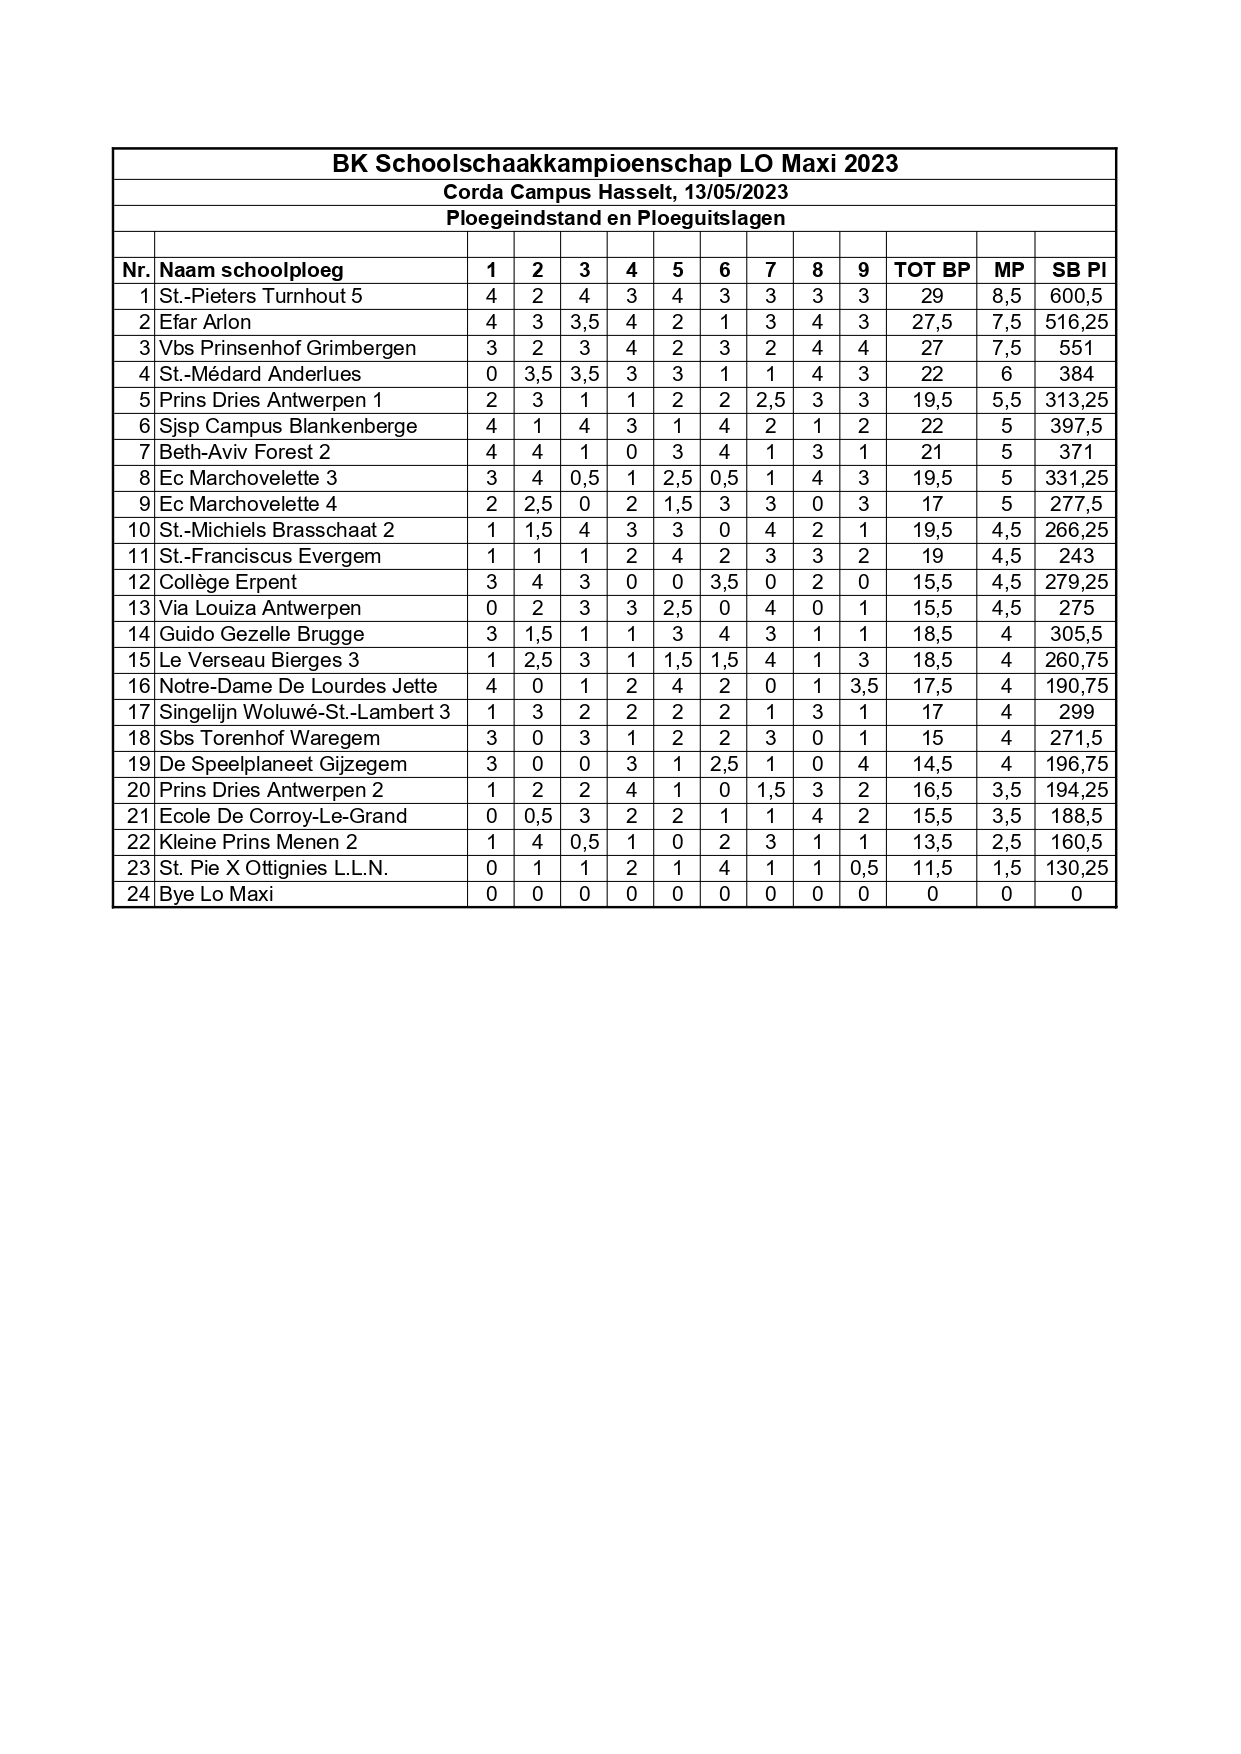 BK Schoolschaakkampioenschap LO Maxi 2023
Corda Campus Hasselt, 13/05/2023
Ploegeindstand en Ploeguitslagen
Nr. Naam schoolploeg 1 2 3 4 5 6 7 8 9 TOT BP MP SB PI
1 St.-Pieters Turnhout 5 4 2 4 3 4 3 3 3 3 29 8,5 600,5
2 Efar Arlon 4 3 3,5 4 2 1 3 4 3 27,5 7,5 516,25
3 Vbs Prinsenhof Grimbergen 3 2 3 4 2 3 2 4 4 27 7,5 551
4 St.-Médard Anderlues 0 3,5 3,5 3 3 1 1 4 3 22 6 384
5 Prins Dries Antwerpen 1 2 3 1 1 2 2 2,5 3 3 19,5 5,5 313,25
6 Sjsp Campus Blankenberge 4 1 4 3 1 4 2 1 2 22 5 397,5
7 Beth-Aviv Forest 2 4 4 1 0 3 4 1 3 1 21 5 371
8 Ec Marchovelette 3 3 4 0,5 1 2,5 0,5 1 4 3 19,5 5 331,25
9 Ec Marchovelette 4 2 2,5 0 2 1,5 3 3 0 3 17 5 277,5
10 St.-Michiels Brasschaat 2 1 1,5 4 3 3 0 4 2 1 19,5 4,5 266,25
11 St.-Franciscus Evergem 1 1 1 2 4 2 3 3 2 19 4,5 243
12 Collège Erpent 3 4 3 0 0 3,5 0 2 0 15,5 4,5 279,25
13 Via Louiza Antwerpen 0 2 3 3 2,5 0 4 0 1 15,5 4,5 275
14 Guido Gezelle Brugge 3 1,5 1 1 3 4 3 1 1 18,5 4 305,5
15 Le Verseau Bierges 3 1 2,5 3 1 1,5 1,5 4 1 3 18,5 4 260,75
16 Notre-Dame De Lourdes Jette 4 0 1 2 4 2 0 1 3,5 17,5 4 190,75
17 Singelijn Woluwé-St.-Lambert 3 1 3 2 2 2 2 1 3 1 17 4 299
18 Sbs Torenhof Waregem 3 0 3 1 2 2 3 0 1 15 4 271,5
19 De Speelplaneet Gijzegem 3 0 0 3 1 2,5 1 0 4 14,5 4 196,75
20 Prins Dries Antwerpen 2 1 2 2 4 1 0 1,5 3 2 16,5 3,5 194,25
21 Ecole De Corroy-Le-Grand 0 0,5 3 2 2 1 1 4 2 15,5 3,5 188,5
22 Kleine Prins Menen 2 1 4 0,5 1 0 2 3 1 1 13,5 2,5 160,5
23 St. Pie X Ottignies L.L.N. 0 1 1 2 1 4 1 1 0,5 11,5 1,5 130,25
24 Bye Lo Maxi 0 0 0 0 0 0 0 0 0 0 0 0